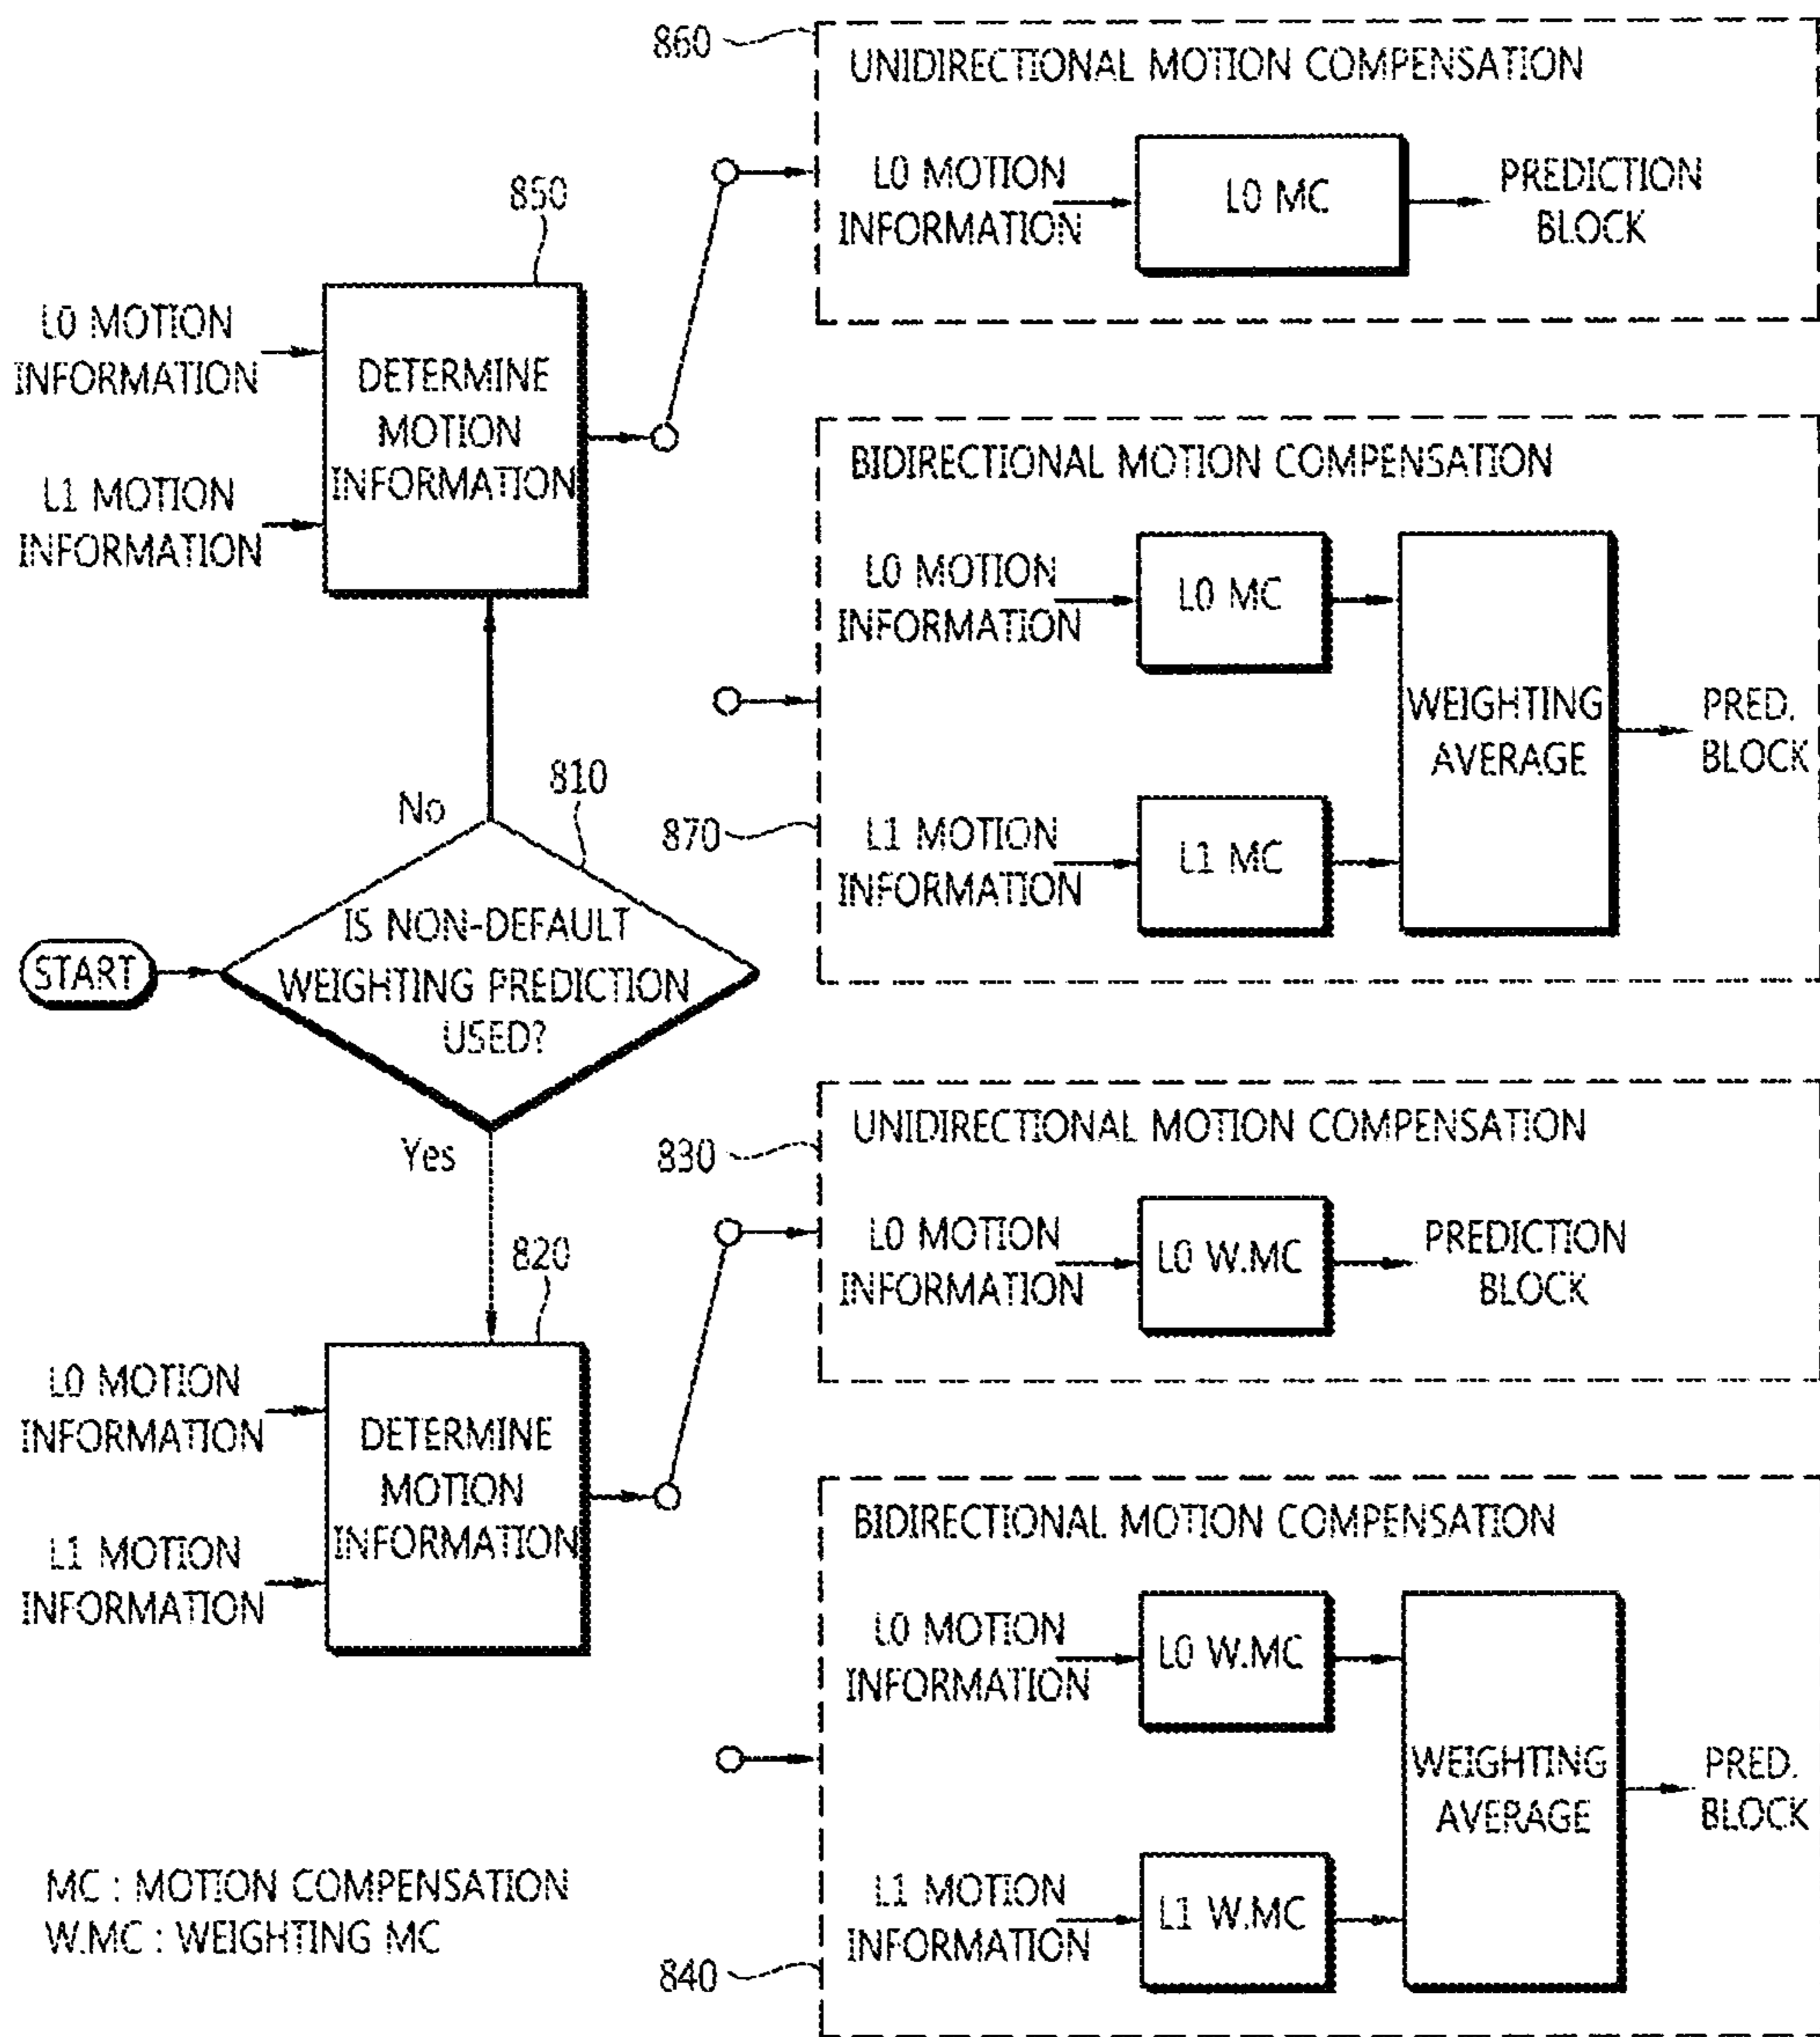 860
UNIDIRECTIONAL MOTION COMPENSATION
L0 MOTION
INFORMATION
L0 MC
PREDICTION
BLOCK
850
L0 MOTION
INFORMATION
L1 MOTION
INFORMATION
DETERMINE
MOTION
INFORMATION
BIDIRECTIONAL MOTION COMPENSATION
L0 MOTION
INFORMATION
L0 MC
WEIGHTING
AVERAGE
PRED.
BLOCK
870
L1 MOTION
INFORMATION
L1 MC
No
810
START
IS NON-DEFAULT
WEIGHTING PREDICTION
USED?
Yes
830
UNIDIRECTIONAL MOTION COMPENSATION
L0 MOTION
INFORMATION
L0 W.MC
PREDICTION
BLOCK
820
L0 MOTION
INFORMATION
L1 MOTION
INFORMATION
DETERMINE
MOTION
INFORMATION
BIDIRECTIONAL MOTION COMPENSATION
L0 MOTION
INFORMATION
L0 W.MC
WEIGHTING
AVERAGE
PRED.
BLOCK
L1 MOTION
INFORMATION
L1 W.MC
840
MC : MOTION COMPENSATION
W.MC : WEIGHTING MC